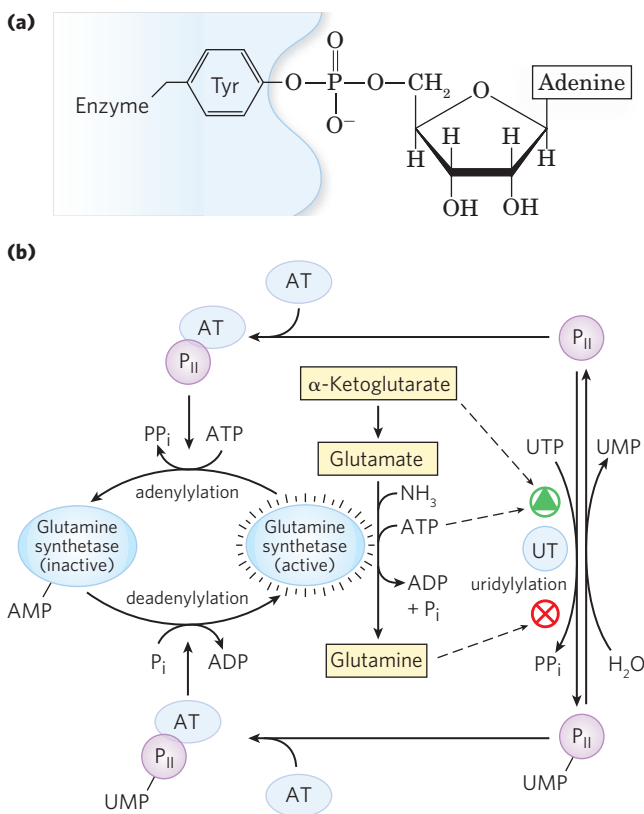 (a)
Enzyme
Tyr
O
P
O
O
O⁻
CH₂
O
Adenine
H
H
H
H
OH
OH
(b)
AT
AT
P_II
P_II
α-Ketoglutarate
PP_i
ATP
UTP
UMP
Glutamate
adenylylation
NH₃
Glutamine
synthetase
(inactive)
Glutamine
synthetase
(active)
ATP
UT
AMP
deadenylylation
ADP
+ P_i
uridylylation
P_i
ADP
Glutamine
PP_i
H₂O
AT
P_II
UMP
AT
P_II
UMP